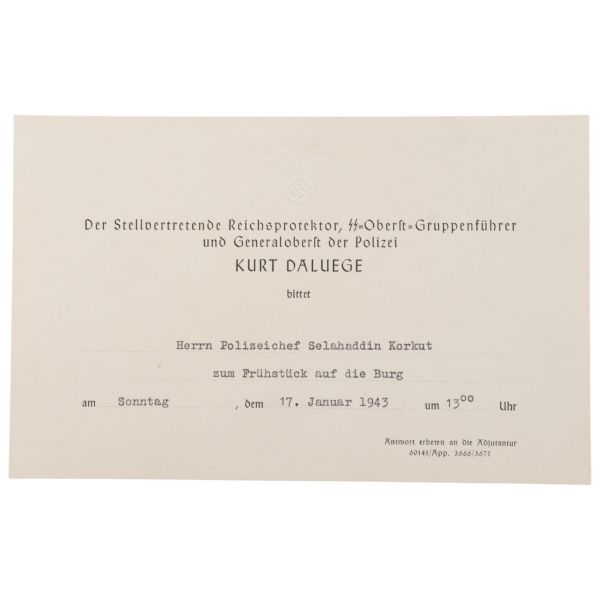 Der Stellvertretende Reichsprotektor, SS=Oberst=Gruppenführer
und Generaloberst der Polizei
KURT DALUEGE
bittet
Herrn Polizeichef Selahaddin Korkut
zum Frühstück auf die Burg
am Sonntag , dem 17. Januar 1943 um 13⁰⁰ Uhr
Antwort erbeten an die Adjutantur
60141/App. 3666/3671